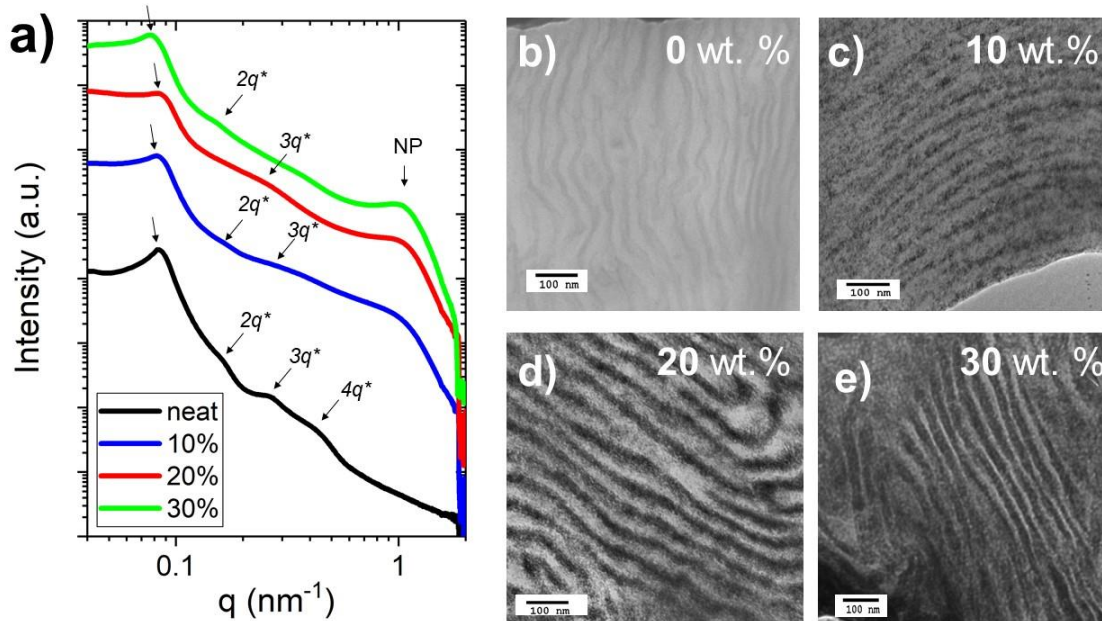 a)
2q*
3q*
NP
2q*
3q*
2q*
3q*
4q*
neat
10%
20%
30%
Intensity (a.u.)
0.1
1
q (nm⁻¹)
b)
0 wt. %
100 nm
c)
10 wt. %
100 nm
d)
20 wt.%
100 nm
e)
30 wt.%
100 nm